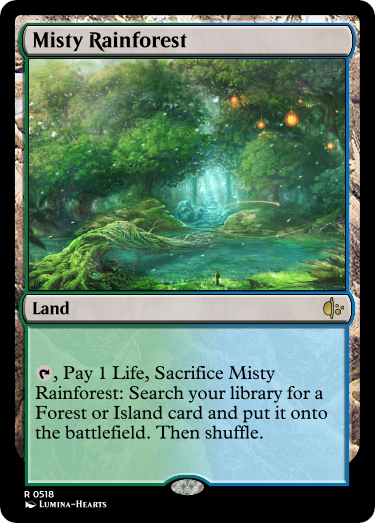 Misty Rainforest
Land
, Pay 1 Life, Sacrifice Misty
Rainforest: Search your library for a
Forest or Island card and put it onto
the battlefield. Then shuffle.
R 0518
Lumina-Hearts